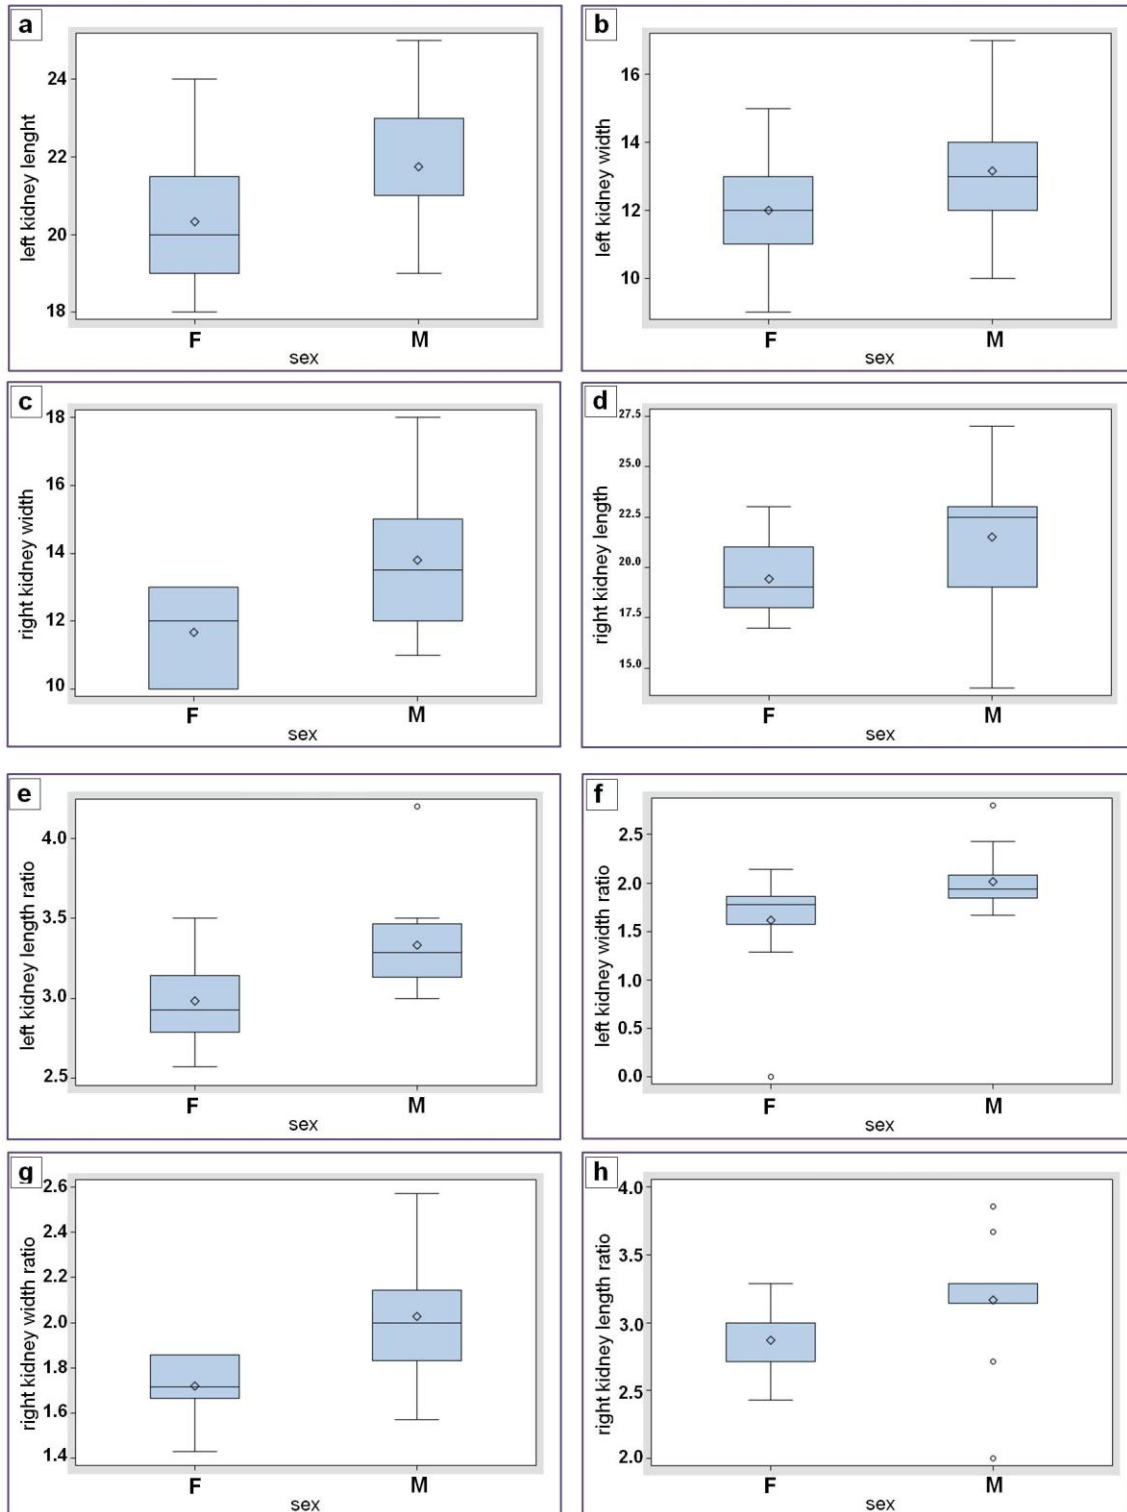 a
left kidney lenght
24
22
20
18
F M
sex
b
left kidney width
16
14
12
10
F M
sex
c
right kidney width
18
16
14
12
10
F M
sex
d
right kidney length
27.5
25.0
22.5
20.0
17.5
15.0
F M
sex
e
left kidney length ratio
4.0
3.5
3.0
2.5
F M
sex
f
left kidney width ratio
2.5
2.0
1.5
1.0
0.5
0.0
F M
sex
g
right kidney width ratio
2.6
2.4
2.2
2.0
1.8
1.6
1.4
F M
sex
h
right kidney length ratio
4.0
3.5
3.0
2.5
2.0
F M
sex